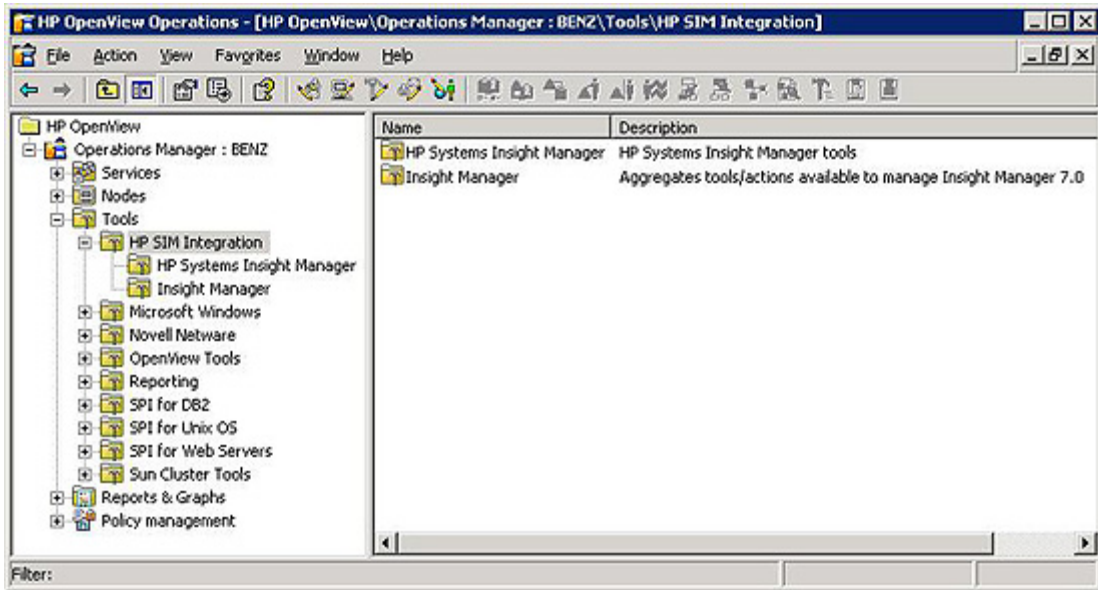 HP OpenView Operations - [HP OpenView\Operations Manager : BENZ\Tools\HP SIM Integration]
File Action View Favorites Window Help
HP OpenView
Operations Manager : BENZ
Services
Nodes
Tools
HP SIM Integration
HP Systems Insight Manager
Insight Manager
Microsoft Windows
Novell Netware
OpenView Tools
Reporting
SPI for DB2
SPI for Unix OS
SPI for Web Servers
Sun Cluster Tools
Reports & Graphs
Policy management
Name Description
HP Systems Insight Manager HP Systems Insight Manager tools
Insight Manager Aggregates tools/actions available to manage Insight Manager 7.0
Filter: